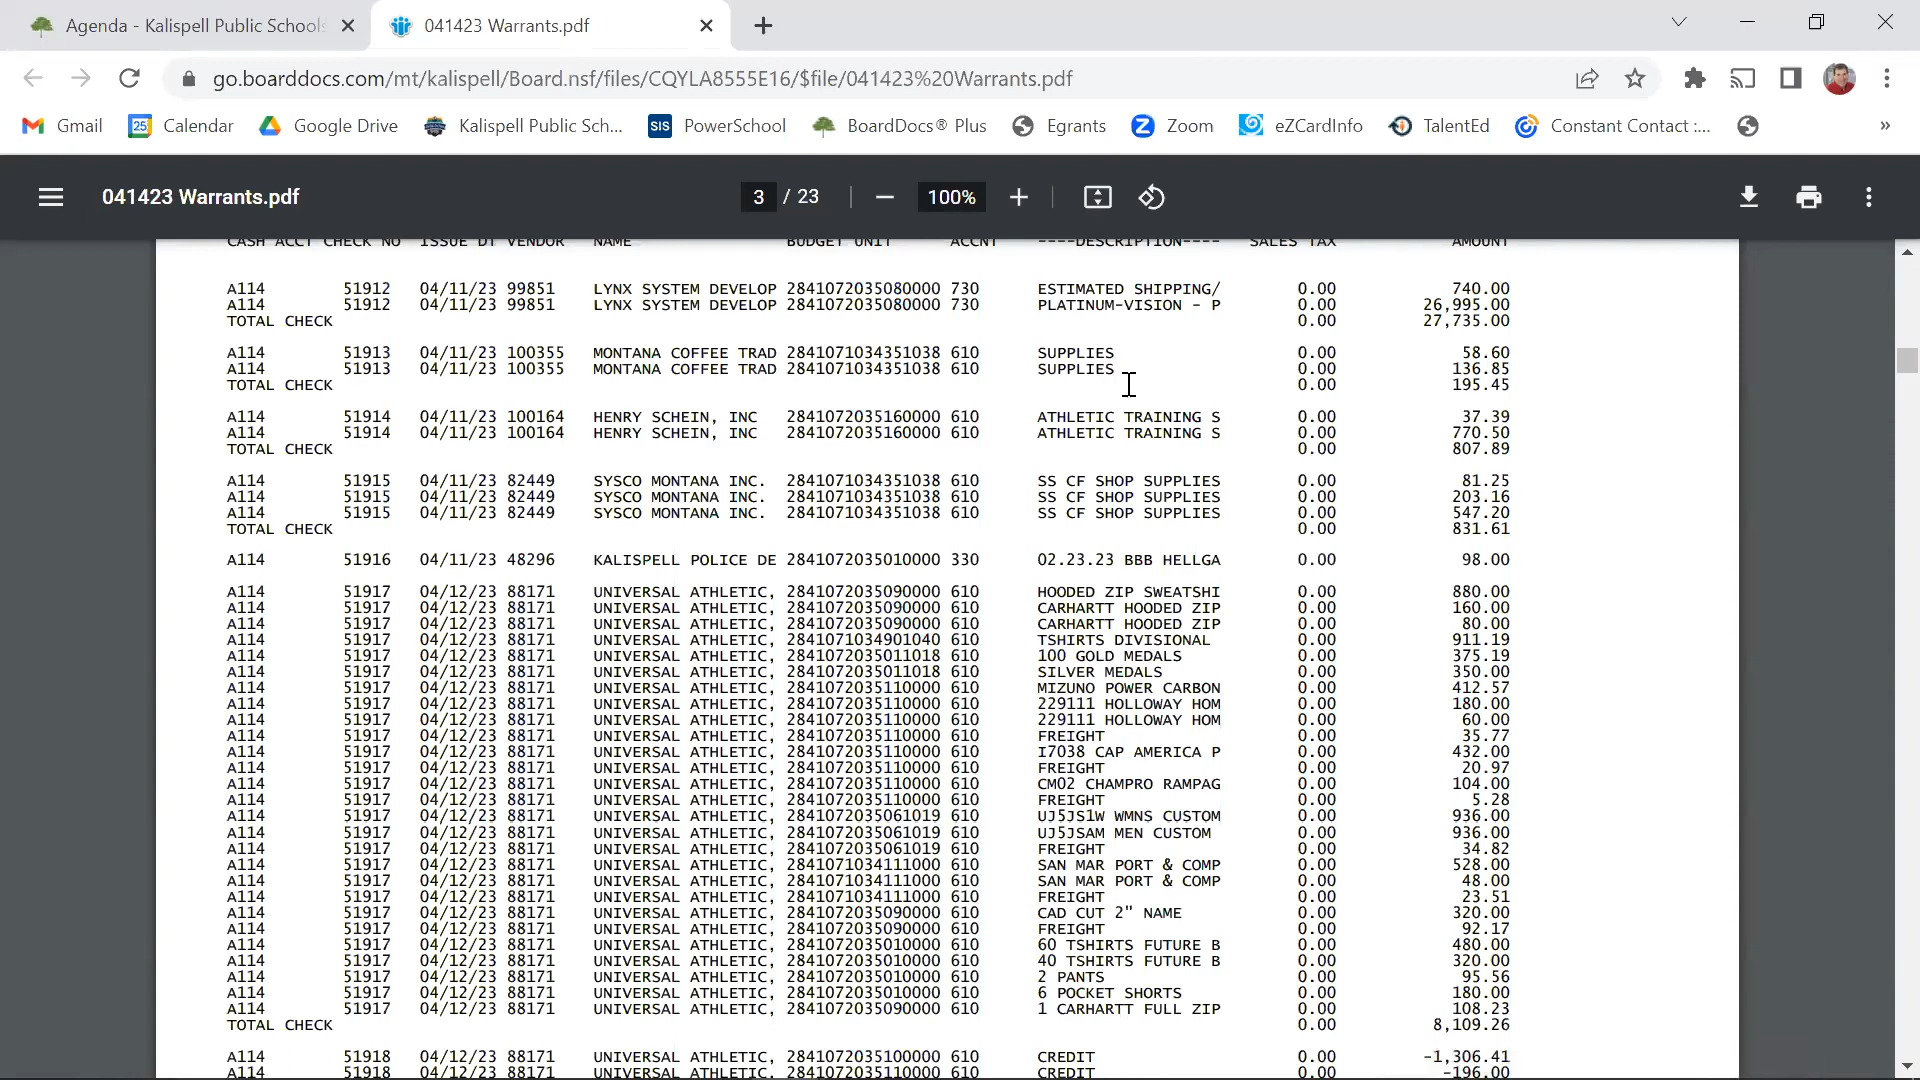 Agenda - Kalispell Public Schools
041423 Warrants.pdf
go.boarddocs.com/mt/kalispell/Board.nsf/files/CQYLA8555E16/$file/041423%20Warrants.pdf
Gmail 25 Calendar Google Drive Kalispell Public Sch... SIS PowerSchool BoardDocs® Plus Egrants Zoom eZCardInfo TalentEd Constant Contact :... »
041423 Warrants.pdf 3 / 23 100%
CASH ACCT CHECK NO ISSUE DT VENDOR NAME BUDGET UNIT ACCNT ----DESCRIPTION---- SALES TAX AMOUNT
A114 51912 04/11/23 99851 LYNX SYSTEM DEVELOP 2841072035080000 730 ESTIMATED SHIPPING/ 0.00 740.00
A114 51912 04/11/23 99851 LYNX SYSTEM DEVELOP 2841072035080000 730 PLATINUM-VISION - P 0.00 26,995.00
TOTAL CHECK 0.00 27,735.00
A114 51913 04/11/23 100355 MONTANA COFFEE TRAD 2841071034351038 610 SUPPLIES 0.00 58.60
A114 51913 04/11/23 100355 MONTANA COFFEE TRAD 2841071034351038 610 SUPPLIES 0.00 136.85
TOTAL CHECK 0.00 195.45
A114 51914 04/11/23 100164 HENRY SCHEIN, INC 2841072035160000 610 ATHLETIC TRAINING S 0.00 37.39
A114 51914 04/11/23 100164 HENRY SCHEIN, INC 2841072035160000 610 ATHLETIC TRAINING S 0.00 770.50
TOTAL CHECK 0.00 807.89
A114 51915 04/11/23 82449 SYSCO MONTANA INC. 2841071034351038 610 SS CF SHOP SUPPLIES 0.00 81.25
A114 51915 04/11/23 82449 SYSCO MONTANA INC. 2841071034351038 610 SS CF SHOP SUPPLIES 0.00 203.16
A114 51915 04/11/23 82449 SYSCO MONTANA INC. 2841071034351038 610 SS CF SHOP SUPPLIES 0.00 547.20
TOTAL CHECK 0.00 831.61
A114 51916 04/11/23 48296 KALISPELL POLICE DE 2841072035010000 330 02.23.23 BBB HELLGA 0.00 98.00
A114 51917 04/12/23 88171 UNIVERSAL ATHLETIC, 2841072035090000 610 HOODED ZIP SWEATSHI 0.00 880.00
A114 51917 04/12/23 88171 UNIVERSAL ATHLETIC, 2841072035090000 610 CARHARTT HOODED ZIP 0.00 160.00
A114 51917 04/12/23 88171 UNIVERSAL ATHLETIC, 2841072035090000 610 CARHARTT HOODED ZIP 0.00 80.00
A114 51917 04/12/23 88171 UNIVERSAL ATHLETIC, 2841071034901040 610 TSHIRTS DIVISIONAL 0.00 911.19
A114 51917 04/12/23 88171 UNIVERSAL ATHLETIC, 2841072035011018 610 100 GOLD MEDALS 0.00 375.19
A114 51917 04/12/23 88171 UNIVERSAL ATHLETIC, 2841072035011018 610 SILVER MEDALS 0.00 350.00
A114 51917 04/12/23 88171 UNIVERSAL ATHLETIC, 2841072035110000 610 MIZUNO POWER CARBON 0.00 412.57
A114 51917 04/12/23 88171 UNIVERSAL ATHLETIC, 2841072035110000 610 229111 HOLLOWAY HOM 0.00 180.00
A114 51917 04/12/23 88171 UNIVERSAL ATHLETIC, 2841072035110000 610 229111 HOLLOWAY HOM 0.00 60.00
A114 51917 04/12/23 88171 UNIVERSAL ATHLETIC, 2841072035110000 610 FREIGHT 0.00 35.77
A114 51917 04/12/23 88171 UNIVERSAL ATHLETIC, 2841072035110000 610 I7038 CAP AMERICA P 0.00 432.00
A114 51917 04/12/23 88171 UNIVERSAL ATHLETIC, 2841072035110000 610 FREIGHT 0.00 20.97
A114 51917 04/12/23 88171 UNIVERSAL ATHLETIC, 2841072035110000 610 CM02 CHAMPRO RAMPAG 0.00 104.00
A114 51917 04/12/23 88171 UNIVERSAL ATHLETIC, 2841072035110000 610 FREIGHT 0.00 5.28
A114 51917 04/12/23 88171 UNIVERSAL ATHLETIC, 2841072035061019 610 UJ5JS1W WMNS CUSTOM 0.00 936.00
A114 51917 04/12/23 88171 UNIVERSAL ATHLETIC, 2841072035061019 610 UJ5JSAM MEN CUSTOM 0.00 936.00
A114 51917 04/12/23 88171 UNIVERSAL ATHLETIC, 2841072035061019 610 FREIGHT 0.00 34.82
A114 51917 04/12/23 88171 UNIVERSAL ATHLETIC, 2841071034111000 610 SAN MAR PORT & COMP 0.00 528.00
A114 51917 04/12/23 88171 UNIVERSAL ATHLETIC, 2841071034111000 610 SAN MAR PORT & COMP 0.00 48.00
A114 51917 04/12/23 88171 UNIVERSAL ATHLETIC, 2841071034111000 610 FREIGHT 0.00 23.51
A114 51917 04/12/23 88171 UNIVERSAL ATHLETIC, 2841072035090000 610 CAD CUT 2" NAME 0.00 320.00
A114 51917 04/12/23 88171 UNIVERSAL ATHLETIC, 2841072035090000 610 FREIGHT 0.00 92.17
A114 51917 04/12/23 88171 UNIVERSAL ATHLETIC, 2841072035010000 610 60 TSHIRTS FUTURE B 0.00 480.00
A114 51917 04/12/23 88171 UNIVERSAL ATHLETIC, 2841072035010000 610 40 TSHIRTS FUTURE B 0.00 320.00
A114 51917 04/12/23 88171 UNIVERSAL ATHLETIC, 2841072035010000 610 2 PANTS 0.00 95.56
A114 51917 04/12/23 88171 UNIVERSAL ATHLETIC, 2841072035010000 610 6 POCKET SHORTS 0.00 180.00
A114 51917 04/12/23 88171 UNIVERSAL ATHLETIC, 2841072035090000 610 1 CARHARTT FULL ZIP 0.00 108.23
TOTAL CHECK 0.00 8,109.26
A114 51918 04/12/23 88171 UNIVERSAL ATHLETIC, 2841072035100000 610 CREDIT 0.00 -1,306.41
A114 51918 04/12/23 88171 UNIVERSAL ATHLETIC, 2841072035100000 610 CREDIT 0.00 -196.00